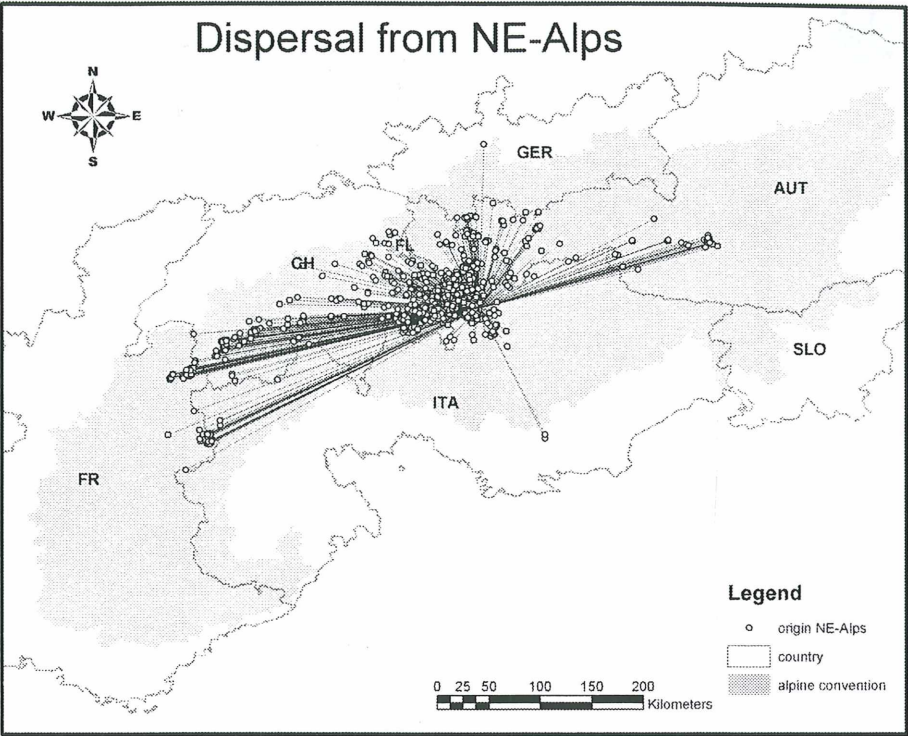 Dispersal from NE-Alps
N
W E
S
GER
AUT
FL
CH
SLO
ITA
FR
Legend
origin NE-Alps
country
alpine convention
0 25 50 100 150 200
Kilometers